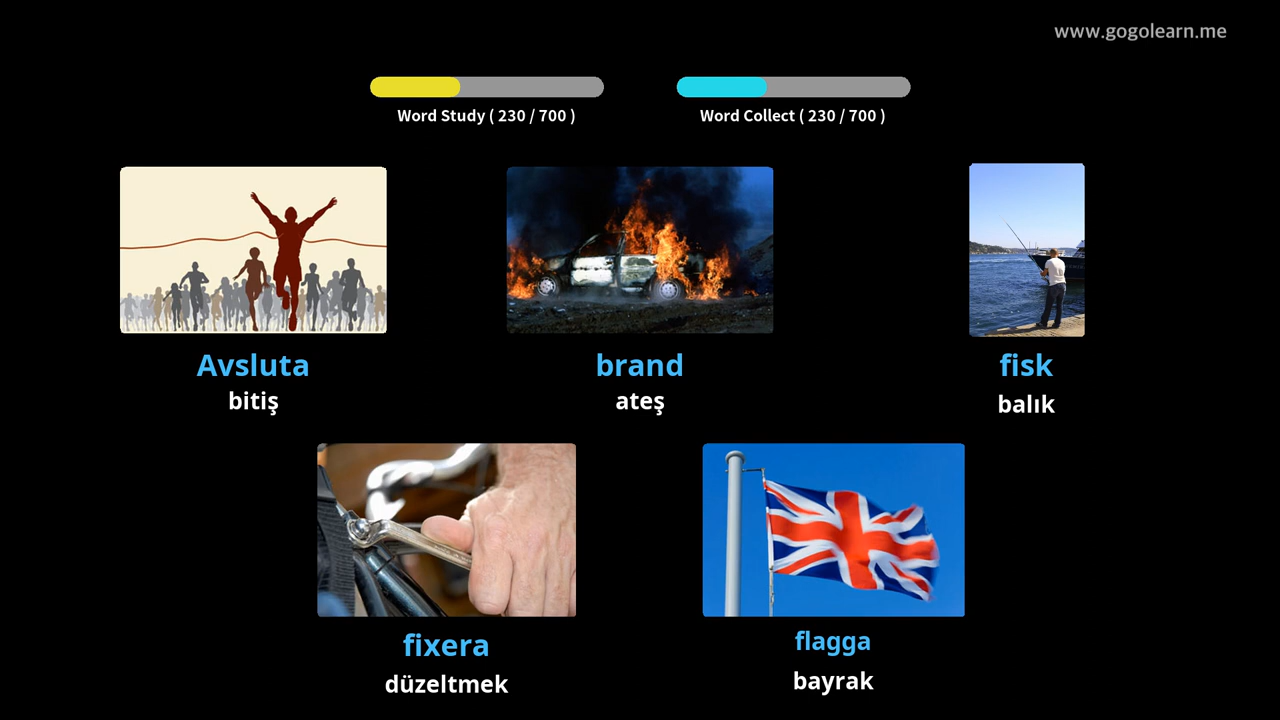 www.gogolearn.me
Word Study ( 230 / 700 )
Word Collect ( 230 / 700 )
Avsluta
bitiş
brand
ateş
fisk
balık
fixera
düzeltmek
flagga
bayrak